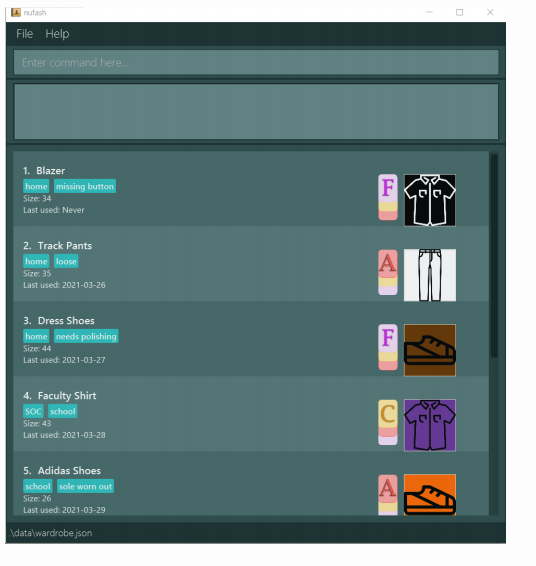 nufash
File Help
Enter command here...
1. Blazer
F
home missing button
Size: 34
Last used: Never
2. Track Pants
A
home loose
Size: 35
Last used: 2021-03-26
3. Dress Shoes
F
home needs polishing
Size: 44
Last used: 2021-03-27
4. Faculty Shirt
C
SOC school
Size: 43
Last used: 2021-03-28
5. Adidas Shoes
A
school sole worn out
Size: 26
Last used: 2021-03-29
.\data\wardrobe.json